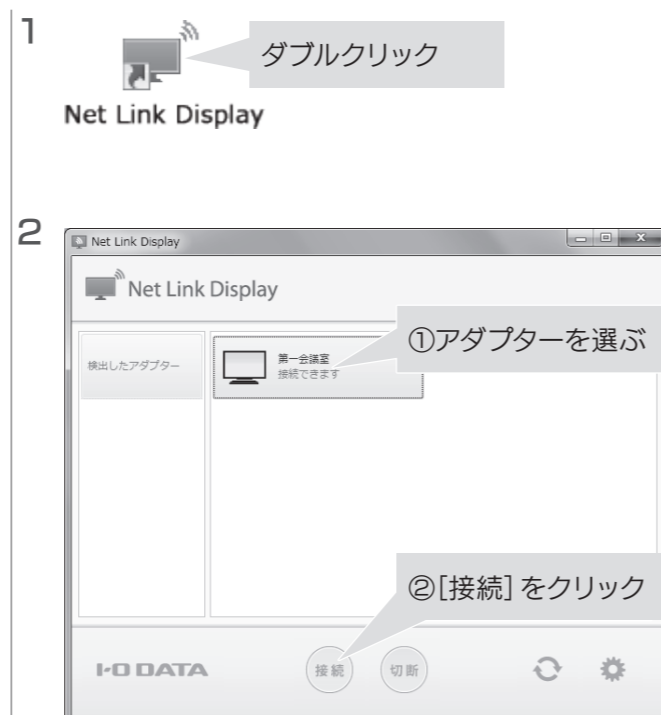 1
ダブルクリック
Net Link Display
2
Net Link Display
Net Link Display
①アダプターを選ぶ
検出したアダプター
第一会議室
接続できます
②[接続]をクリック
I-O DATA
接続
切断